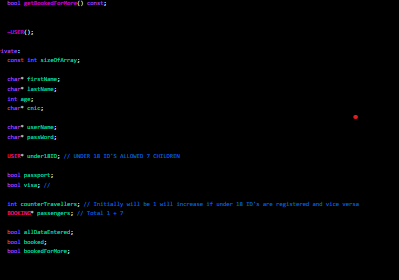 bool getBookedForMore() const;
~USER();
ivate:
const int sizeOfArray;
char* firstName;
char* lastName;
int age;
char* cnic;
char* userName;
char* passWord;
USER* under18ID; // UNDER 18 ID'S ALLOWED 7 CHILDREN
bool passport;
bool visa; //
int counterTravellers; // Initially will be 1 will increase if under 18 ID's are registered and vice versa
BOOKING* passengers; // Total 1 + 7
bool allDataEntered;
bool booked;
bool bookedForMore;